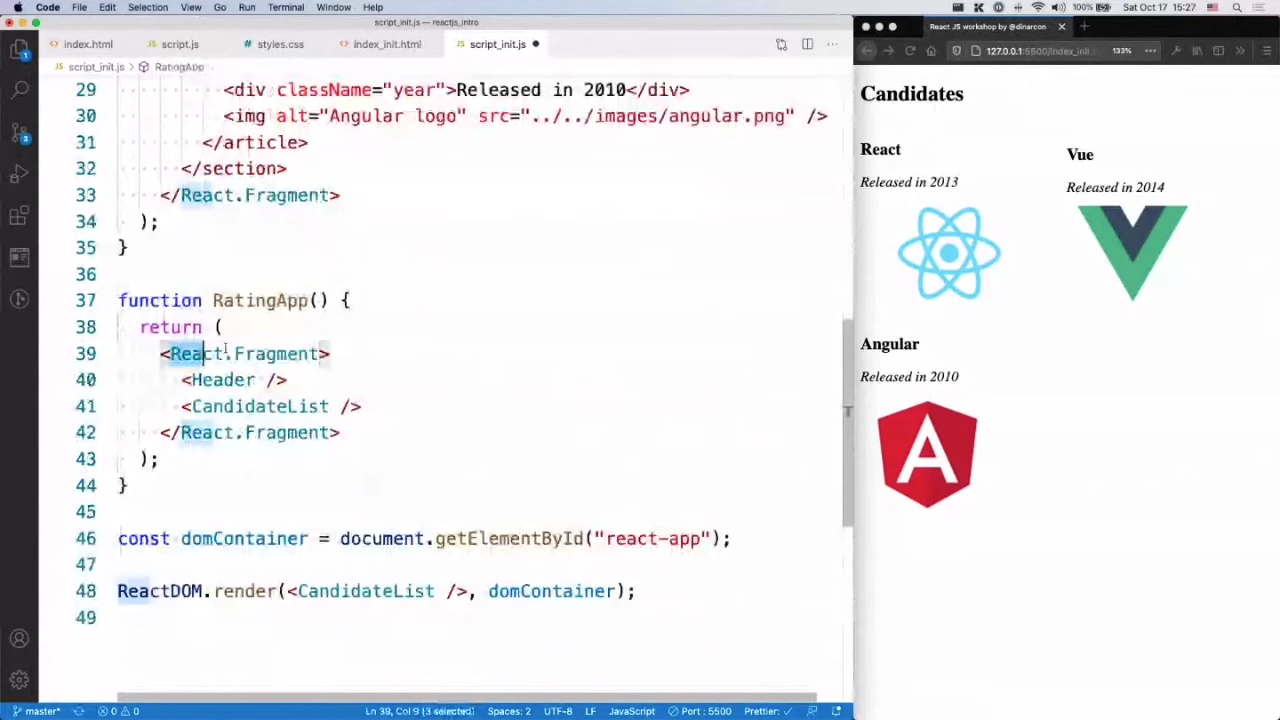 Code File Edit Selection View Go Run Terminal Window Help 100% Sat Oct 17 15:27
script_init.js — reactjs_intro
index.html script.js styles.css index_init.html script_init.js
script_init.js › RatingApp
29 <div className="year">Released in 2010</div>
30 <img alt="Angular logo" src="../../images/angular.png" />
31 </article>
32 </section>
33 </React.Fragment>
34 );
35 }
36
37 function RatingApp() {
38 return (
39 <React.Fragment>
40 <Header />
41 <CandidateList />
42 </React.Fragment>
43 );
44 }
45
46 const domContainer = document.getElementById("react-app");
47
48 ReactDOM.render(<CandidateList />, domContainer);
49
1
3
master* 0 0 Ln 39, Col 9 (3 selected) Spaces: 2 UTF-8 LF JavaScript Port : 5500 Prettier: ✓
React JS workshop by @dinarcon
127.0.0.1:5500/index_init. 133%
Candidates
React
Released in 2013
Vue
Released in 2014
Angular
Released in 2010
A